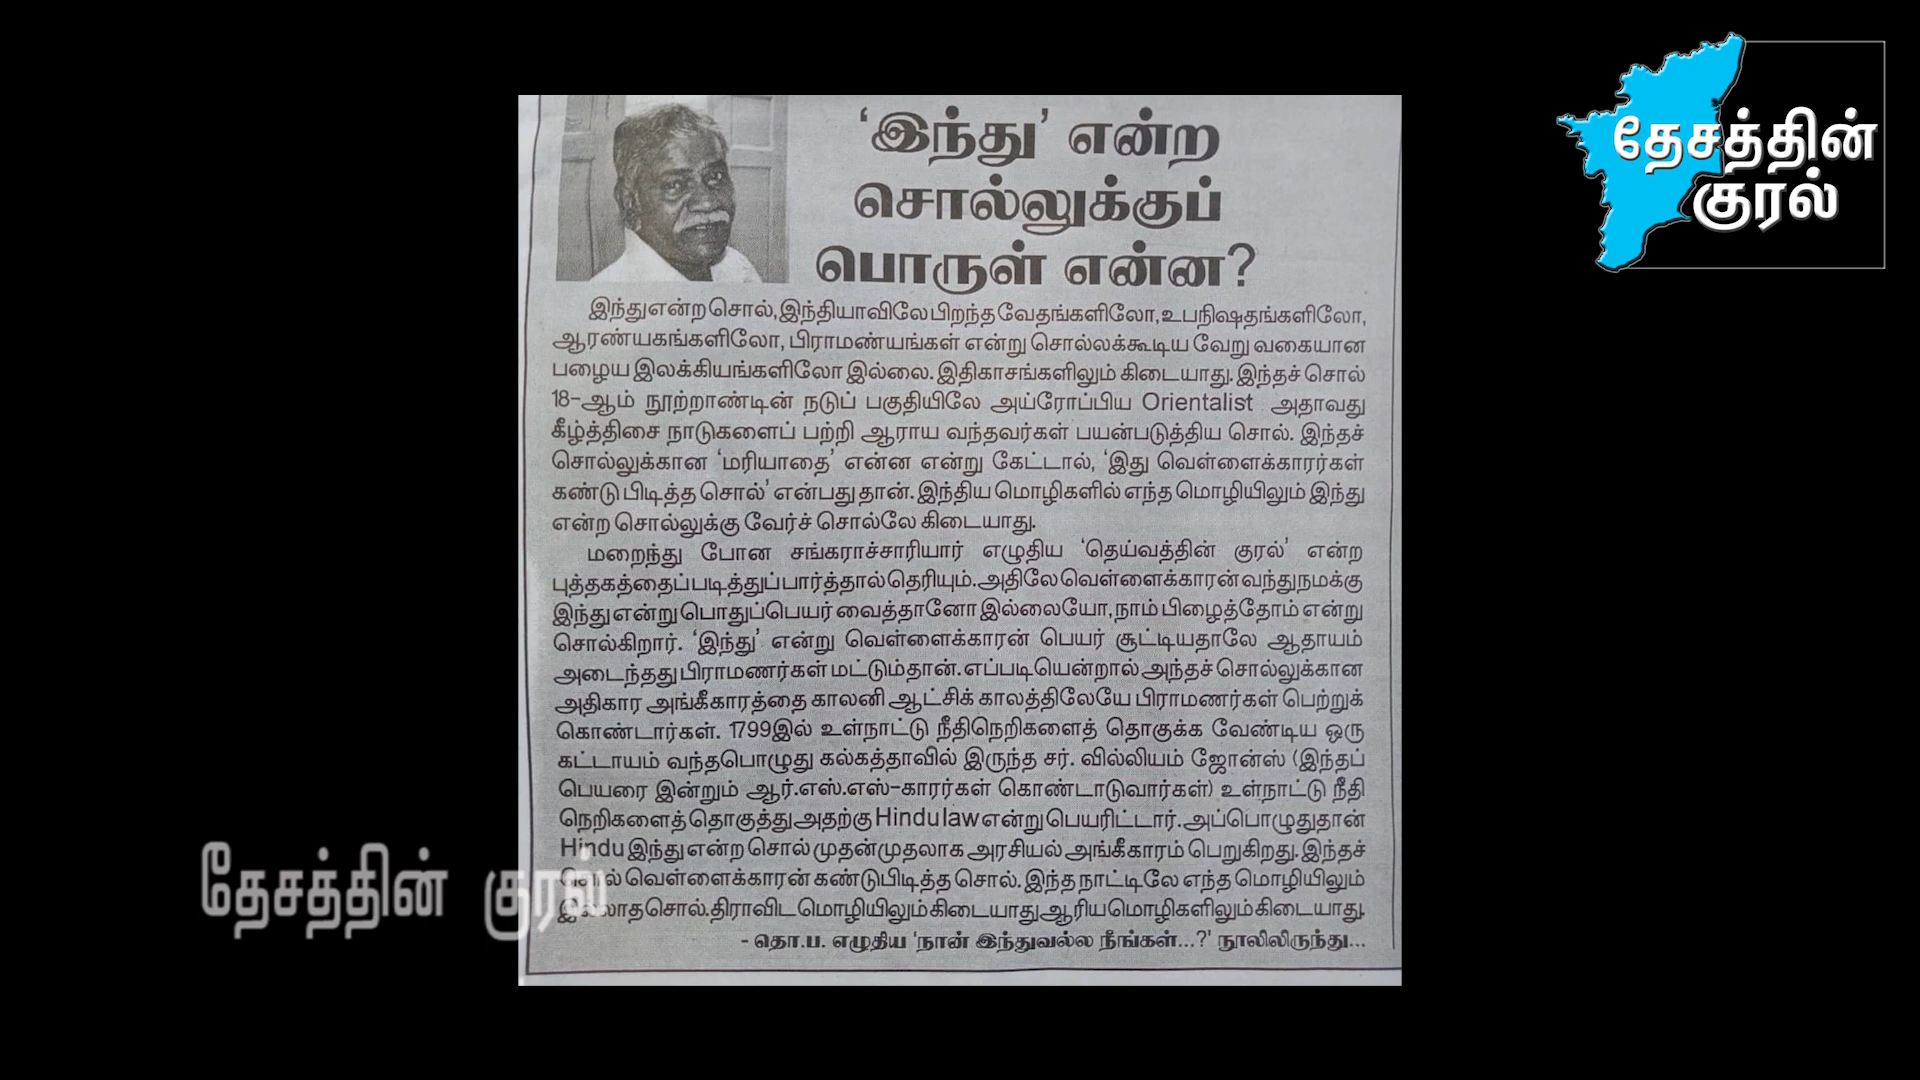 தேசத்தின்
குரல்
‘இந்து’ என்ற
சொல்லுக்குப்
பொருள் என்ன?
இந்து என்ற சொல், இந்தியாவிலே பிறந்த வேதங்களிலோ, உபநிஷதங்களிலோ,
ஆரண்யகங்களிலோ, பிராமண்யங்கள் என்று சொல்லக்கூடிய வேறு வகையான
பழைய இலக்கியங்களிலோ இல்லை. இதிகாசங்களிலும் கிடையாது. இந்தச் சொல்
18-ஆம் நூற்றாண்டின் நடுப் பகுதியிலே அய்ரோப்பிய Orientalist அதாவது
கீழ்த்திசை நாடுகளைப் பற்றி ஆராய வந்தவர்கள் பயன்படுத்திய சொல். இந்தச்
சொல்லுக்கான ‘மரியாதை’ என்ன என்று கேட்டால், ‘இது வெள்ளைக்காரர்கள்
கண்டு பிடித்த சொல்’ என்பது தான். இந்திய மொழிகளில் எந்த மொழியிலும் இந்து
என்ற சொல்லுக்கு வேர்ச் சொல்லே கிடையாது.
மறைந்து போன சங்கராச்சாரியார் எழுதிய ‘தெய்வத்தின் குரல்’ என்ற
புத்தகத்தைப் படித்துப் பார்த்தால் தெரியும். அதிலே வெள்ளைக்காரன் வந்து நமக்கு
இந்து என்று பொதுப்பெயர் வைத்தானோ இல்லையோ, நாம் பிழைத்தோம் என்று
சொல்கிறார். ‘இந்து’ என்று வெள்ளைக்காரன் பெயர் சூட்டியதாலே ஆதாயம்
அடைந்தது பிராமணர்கள் மட்டும்தான். எப்படியென்றால் அந்தச் சொல்லுக்கான
அதிகார அங்கீகாரத்தை காலனி ஆட்சிக் காலத்திலேயே பிராமணர்கள் பெற்றுக்
கொண்டார்கள். 1799இல் உள்நாட்டு நீதிநெறிகளைத் தொகுக்க வேண்டிய ஒரு
கட்டாயம் வந்தபொழுது கல்கத்தாவில் இருந்த சர். வில்லியம் ஜோன்ஸ் (இந்தப்
பெயரை இன்றும் ஆர்.எஸ்.எஸ்-காரர்கள் கொண்டாடுவார்கள்) உள்நாட்டு நீதி
நெறிகளைத் தொகுத்து அதற்கு Hindu law என்று பெயரிட்டார். அப்பொழுதுதான்
Hindu இந்து என்ற சொல் முதன்முதலாக அரசியல் அங்கீகாரம் பெறுகிறது. இந்தச்
சொல் வெள்ளைக்காரன் கண்டுபிடித்த சொல். இந்த நாட்டிலே எந்த மொழியிலும்
இல்லாத சொல். திராவிட மொழியிலும் கிடையாது ஆரிய மொழிகளிலும் கிடையாது.
- தொ.ப. எழுதிய ‘நான் இந்துவல்ல நீங்கள்...?’ நூலிலிருந்து...
தேசத்தின் குரல்